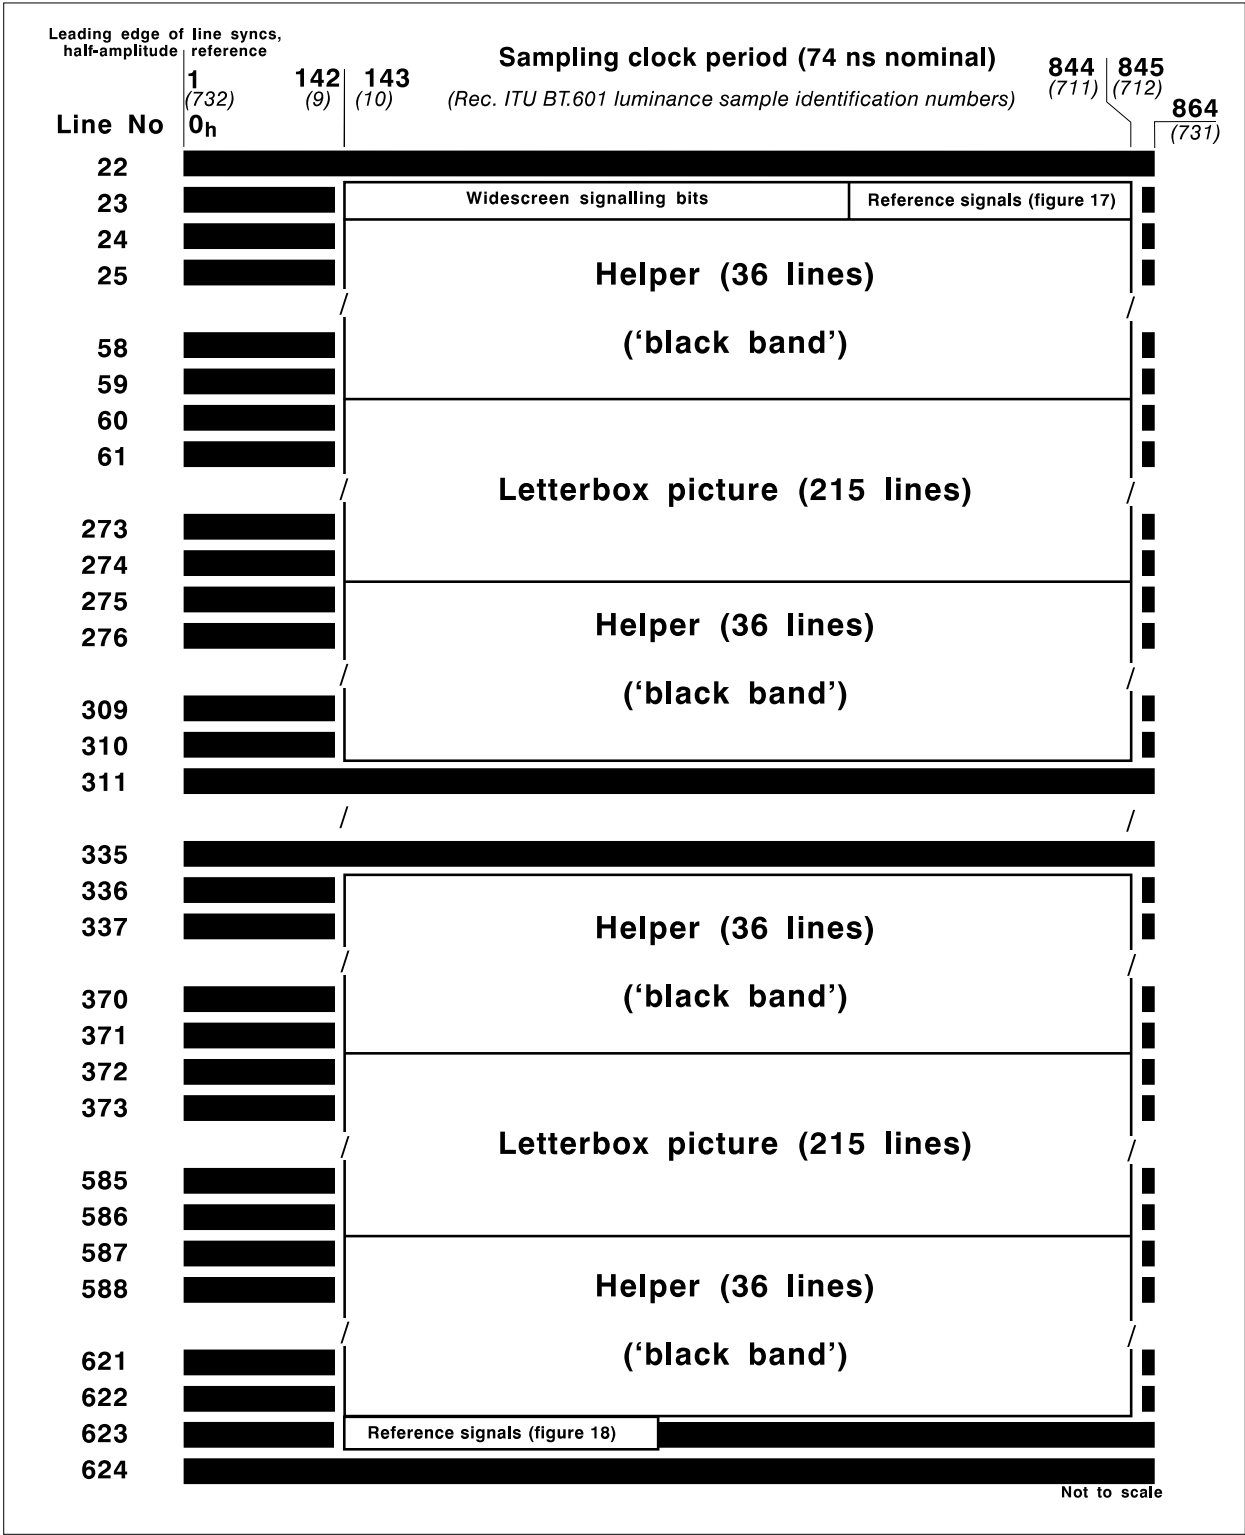 Leading edge of line syncs,
half-amplitude reference
Sampling clock period (74 ns nominal)
1 142 143 844 845
(732) (9) (10) (Rec. ITU BT.601 luminance sample identification numbers) (711) (712)
864
(731)
Line No 0h
22
23 Widescreen signalling bits Reference signals (figure 17)
24
25 Helper (36 lines)
58 (‘black band’)
59
60
61
Letterbox picture (215 lines)
273
274
275
276 Helper (36 lines)
(‘black band’)
309
310
311
335
336
337 Helper (36 lines)
370 (‘black band’)
371
372
373
Letterbox picture (215 lines)
585
586
587
588 Helper (36 lines)
621 (‘black band’)
622
623 Reference signals (figure 18)
624
Not to scale